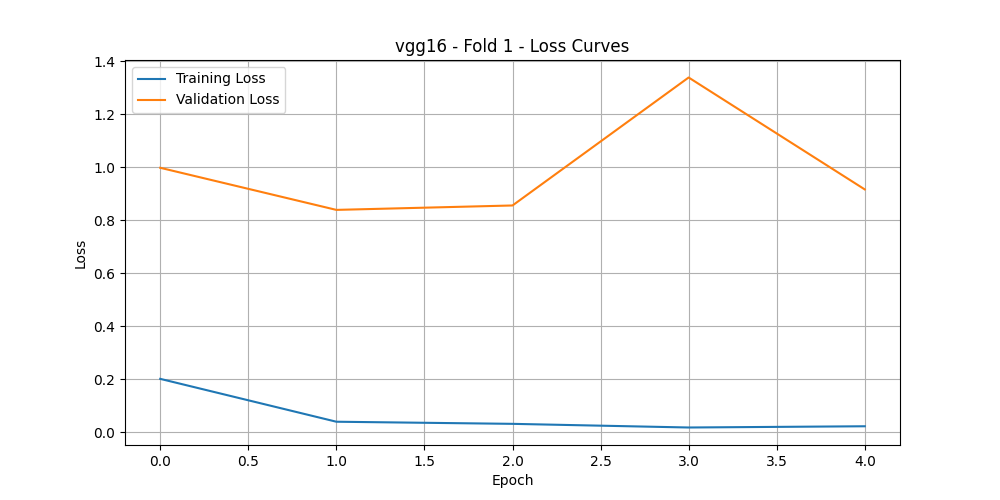 vgg16 - Fold 1 - Loss Curves
Training Loss
Validation Loss
1.4
1.2
1.0
0.8
0.6
0.4
0.2
0.0
Loss
0.0 0.5 1.0 1.5 2.0 2.5 3.0 3.5 4.0
Epoch